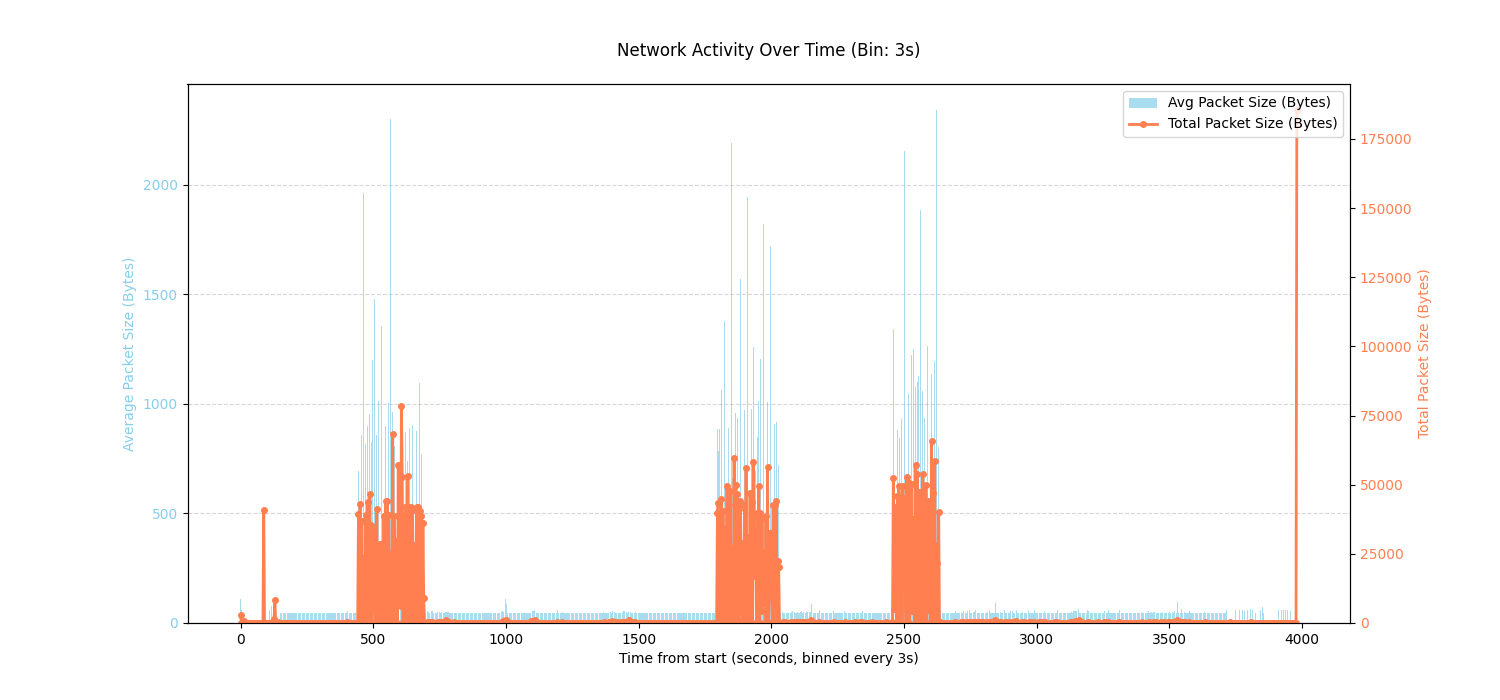 Network Activity Over Time (Bin: 3s)
Avg Packet Size (Bytes)
Total Packet Size (Bytes)
Average Packet Size (Bytes)
2000
1500
1000
500
0
175000
150000
125000
100000
75000
50000
25000
0
Total Packet Size (Bytes)
0 500 1000 1500 2000 2500 3000 3500 4000
Time from start (seconds, binned every 3s)